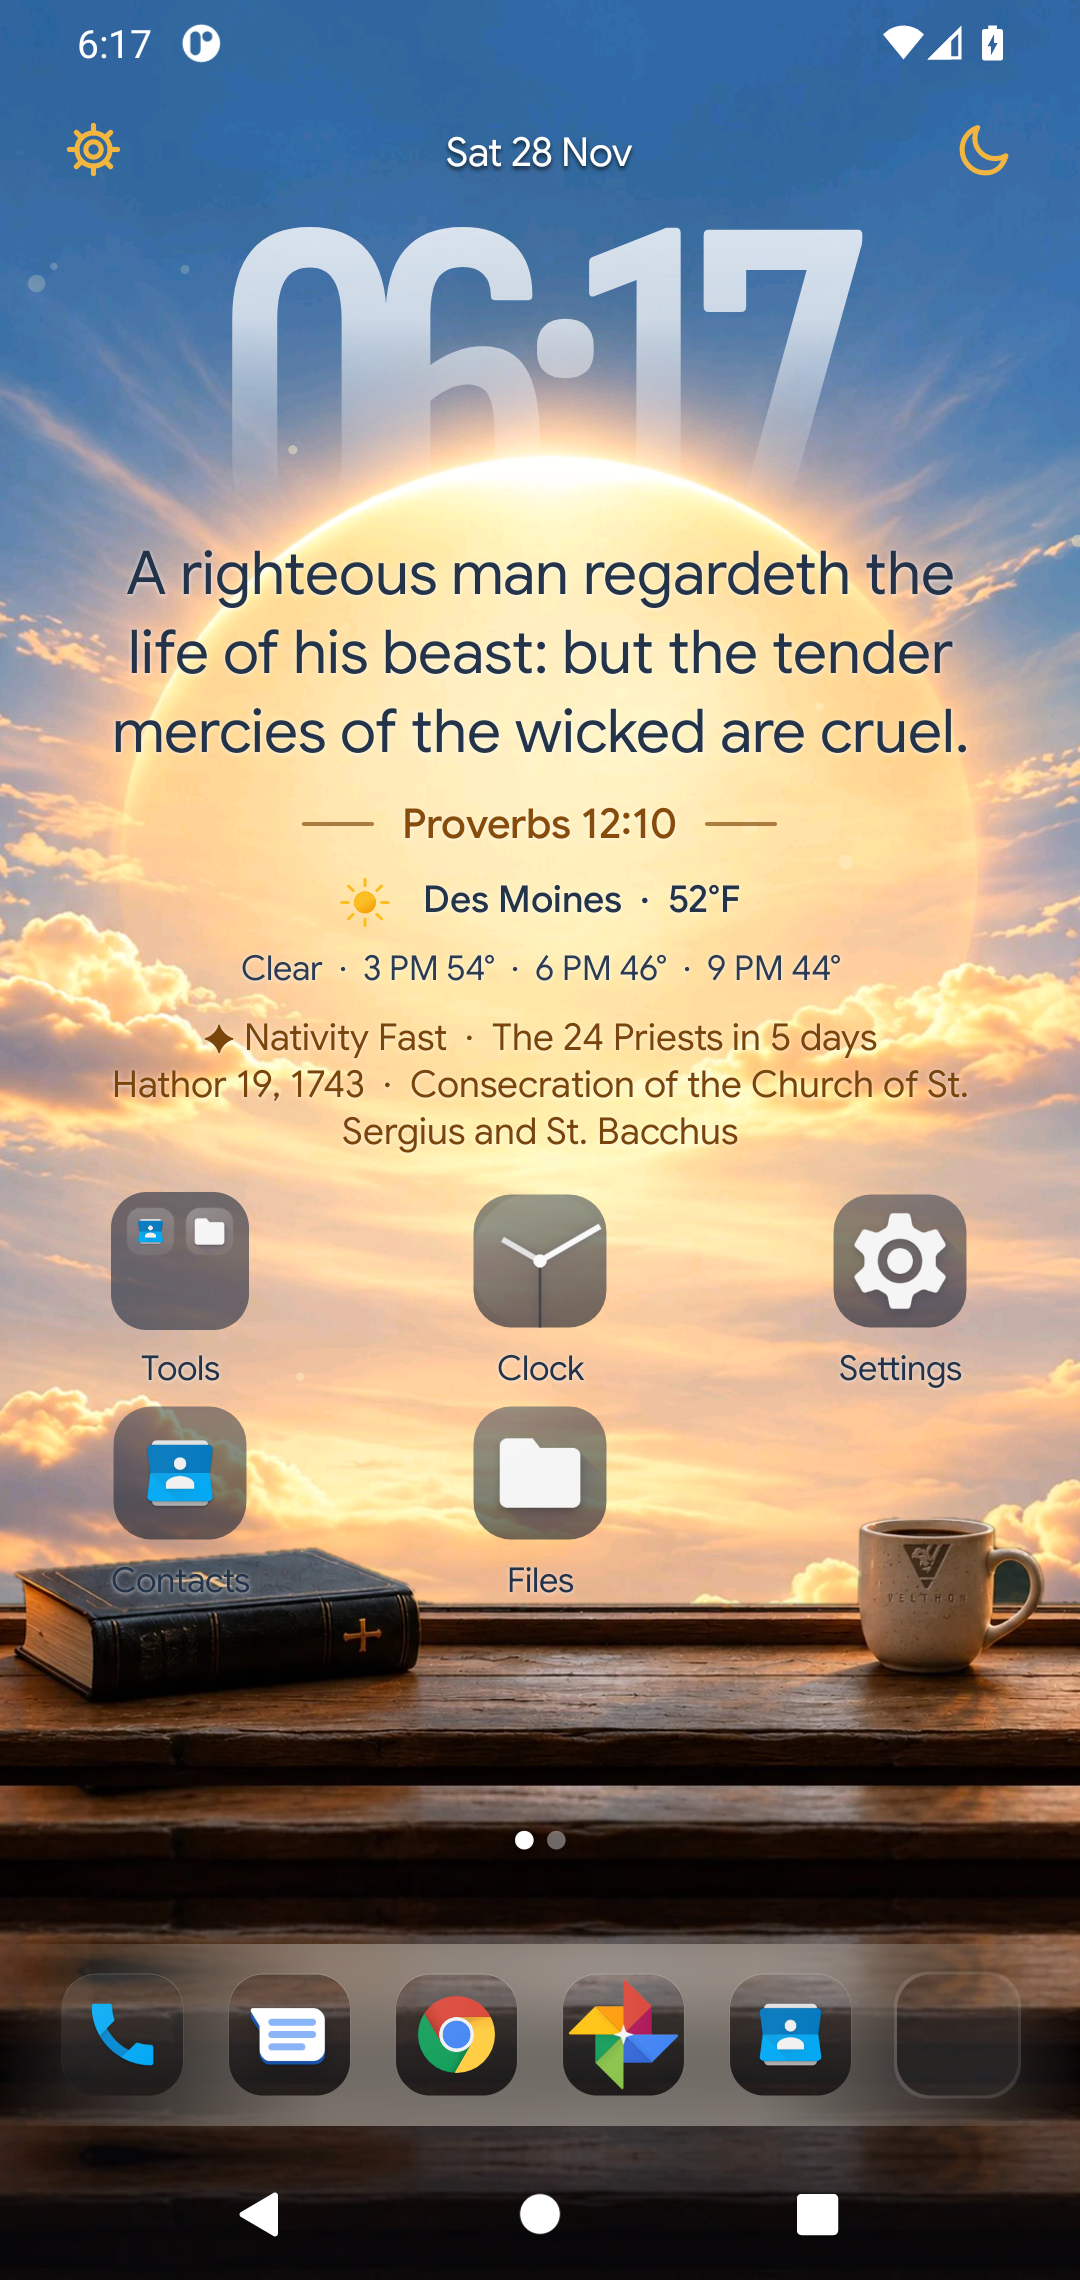 6:17
Sat 28 Nov
06:17
A righteous man regardeth the
life of his beast: but the tender
mercies of the wicked are cruel.
Proverbs 12:10
Des Moines · 52°F
Clear · 3 PM 54° · 6 PM 46° · 9 PM 44°
✦ Nativity Fast · The 24 Priests in 5 days
Hathor 19, 1743 · Consecration of the Church of St.
Sergius and St. Bacchus
Tools
Clock
Settings
Contacts
Files
VELTHON